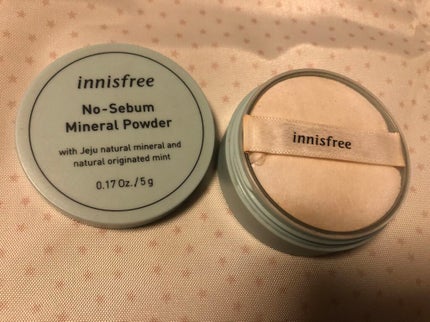 innisfree
No-Sebum
Mineral Powder
with Jeju natural mineral and
natural originated mint
0.17 Oz./5 g
innisfree